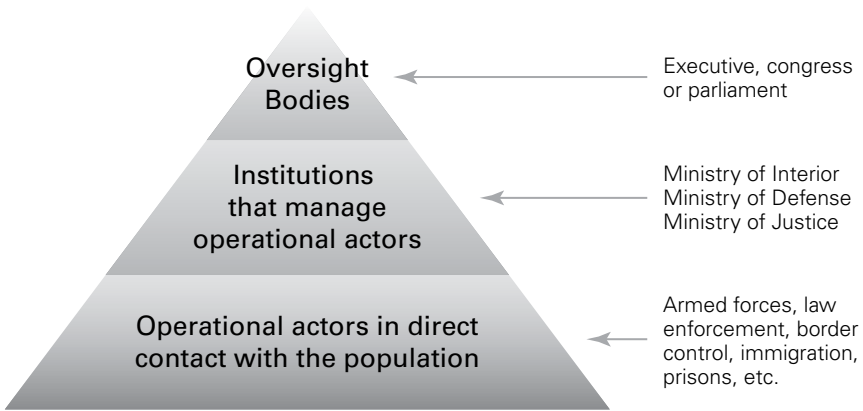 Oversight
Bodies
Executive, congress
or parliament
Institutions
that manage
operational actors
Ministry of Interior
Ministry of Defense
Ministry of Justice
Operational actors in direct
contact with the population
Armed forces, law
enforcement, border
control, immigration,
prisons, etc.